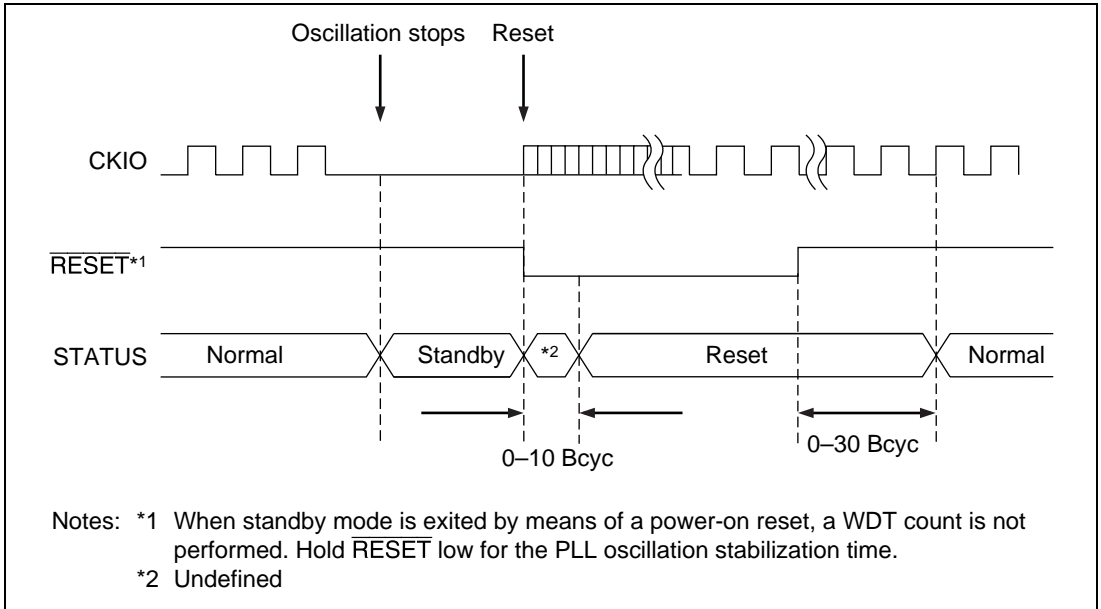 Oscillation stops Reset
CKIO
RESET*1
STATUS Normal Standby *2 Reset Normal
0–10 Bcyc 0–30 Bcyc
Notes: *1 When standby mode is exited by means of a power-on reset, a WDT count is not
performed. Hold RESET low for the PLL oscillation stabilization time.
*2 Undefined